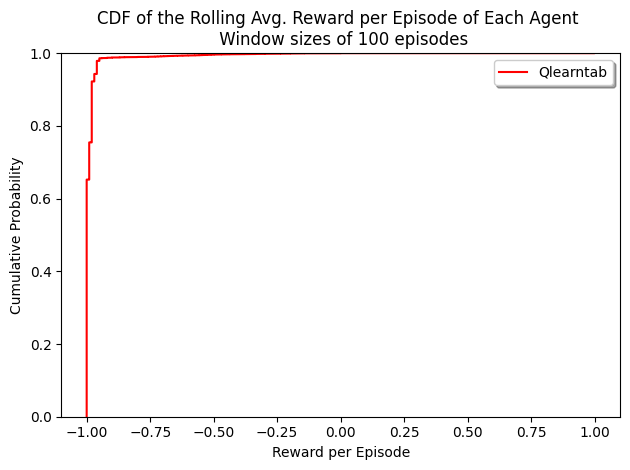 CDF of the Rolling Avg. Reward per Episode of Each Agent
Window sizes of 100 episodes
Qlearntab
Cumulative Probability
1.0
0.8
0.6
0.4
0.2
0.0
−1.00 −0.75 −0.50 −0.25 0.00 0.25 0.50 0.75 1.00
Reward per Episode